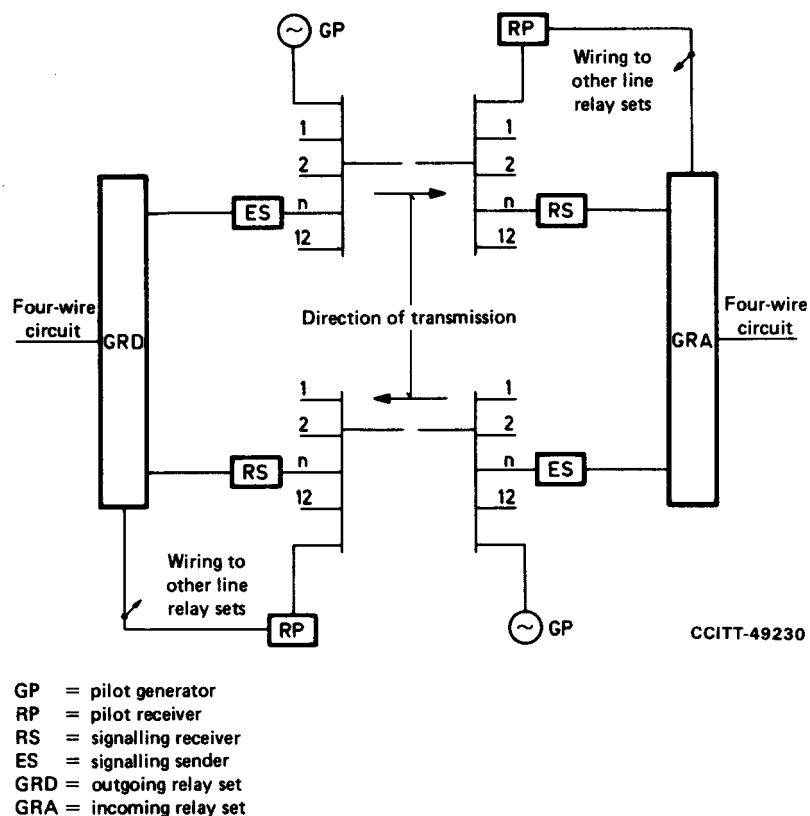 GP
RP
Wiring to
other line
relay sets
1
2
n
12
ES
1
2
n
12
RS
Four-wire
circuit
GRD
Direction of transmission
Four-wire
circuit
GRA
1
2
n
12
RS
1
2
n
12
ES
Wiring to
other line
relay sets
RP
GP
CCITT-49230
GP = pilot generator
RP = pilot receiver
RS = signalling receiver
ES = signalling sender
GRD = outgoing relay set
GRA = incoming relay set